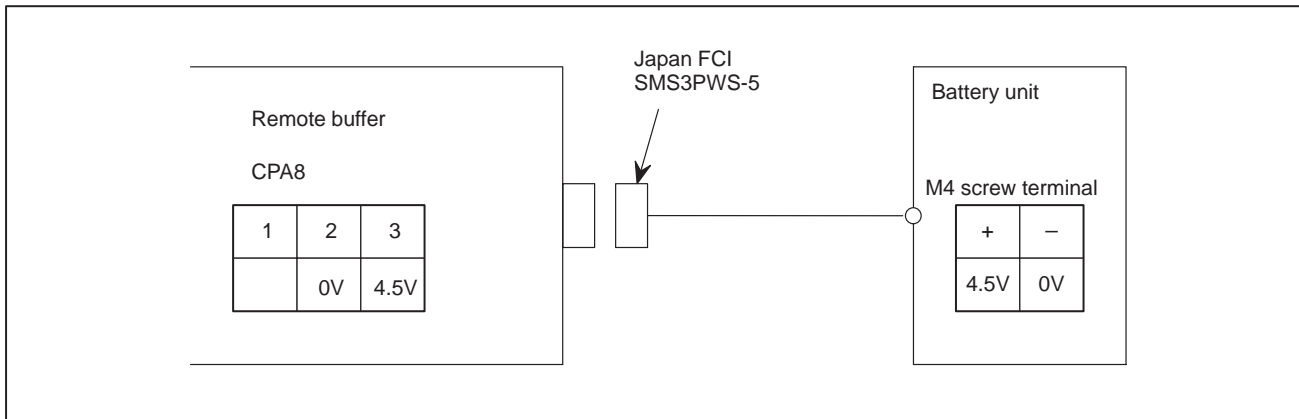 Japan FCI
SMS3PWS-5
Remote buffer
CPA8
1 2 3
0V 4.5V
Battery unit
M4 screw terminal
+ –
4.5V 0V